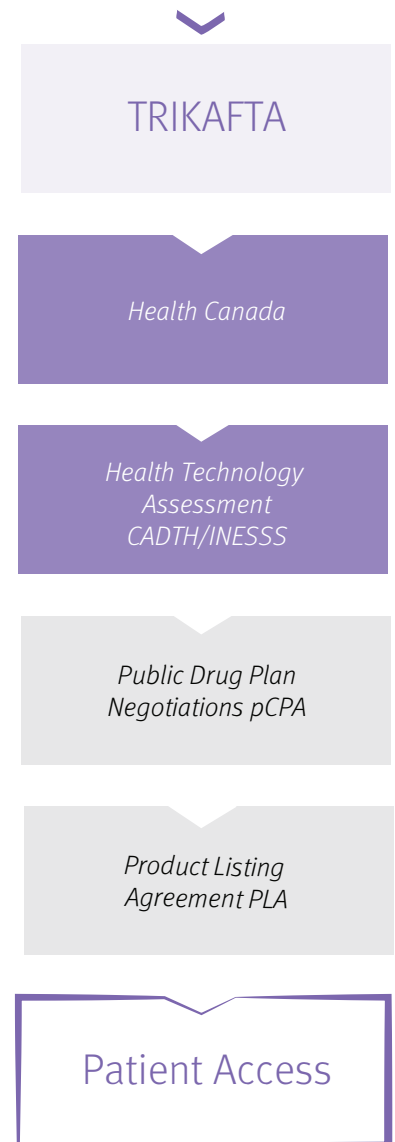 TRIKAFTA
Health Canada
Health Technology
Assessment
CADTH/INESSS
Public Drug Plan
Negotiations pCPA
Product Listing
Agreement PLA
Patient Access